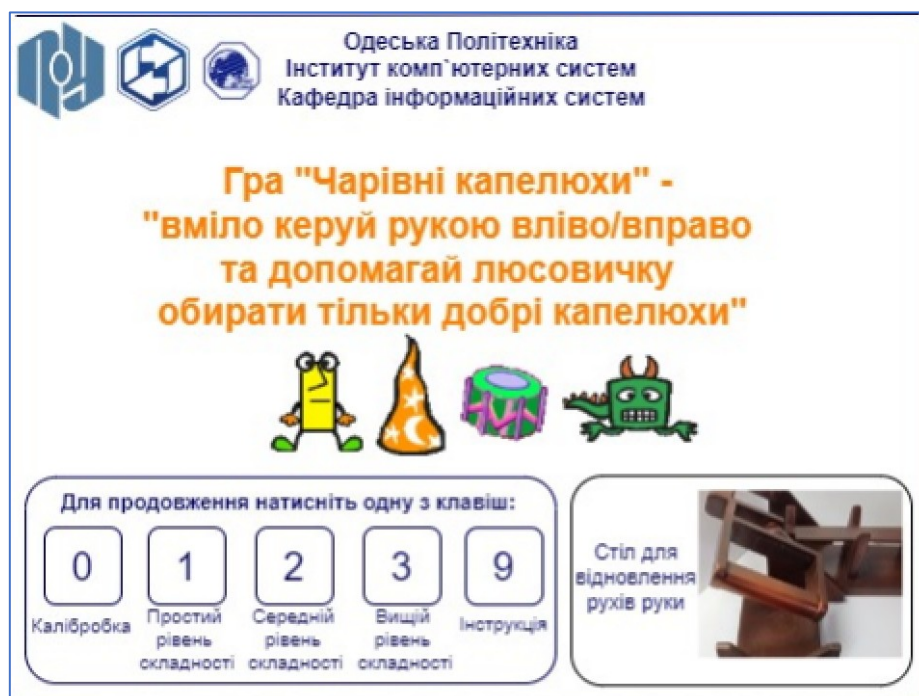 Одеська Політехніка
Інститут комп`ютерних систем
Кафедра інформаційних систем
Гра "Чарівні капелюхи" -
"вміло керуй рукою вліво/вправо
та допомагай люсовичку
обирати тільки добрі капелюхи"
Для продовження натисніть одну з клавіш:
0
1
2
3
9
Калібробка
Простий
рівень
складності
Середній
рівень
складності
Вищій
рівень
складності
Інструкція
Стіл для
відновлення
рухів руки